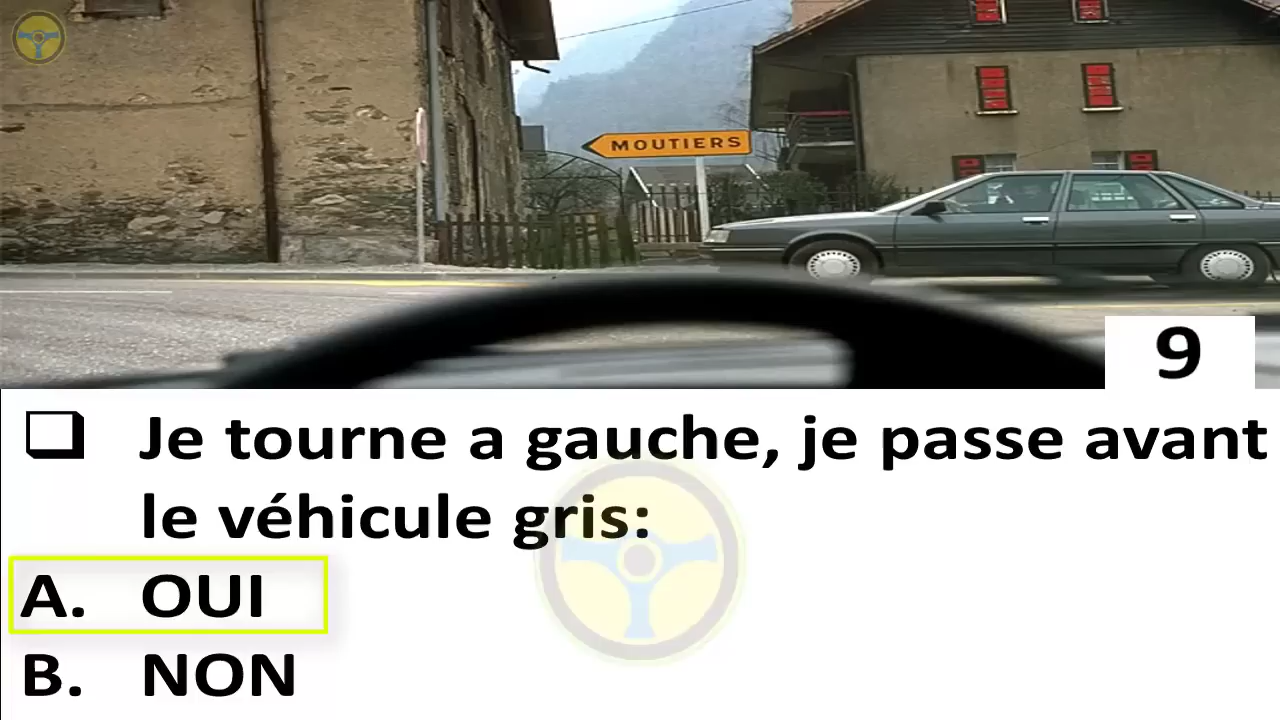 MOUTIERS
9
❑ Je tourne a gauche, je passe avant
le véhicule gris:
A. OUI
B. NON